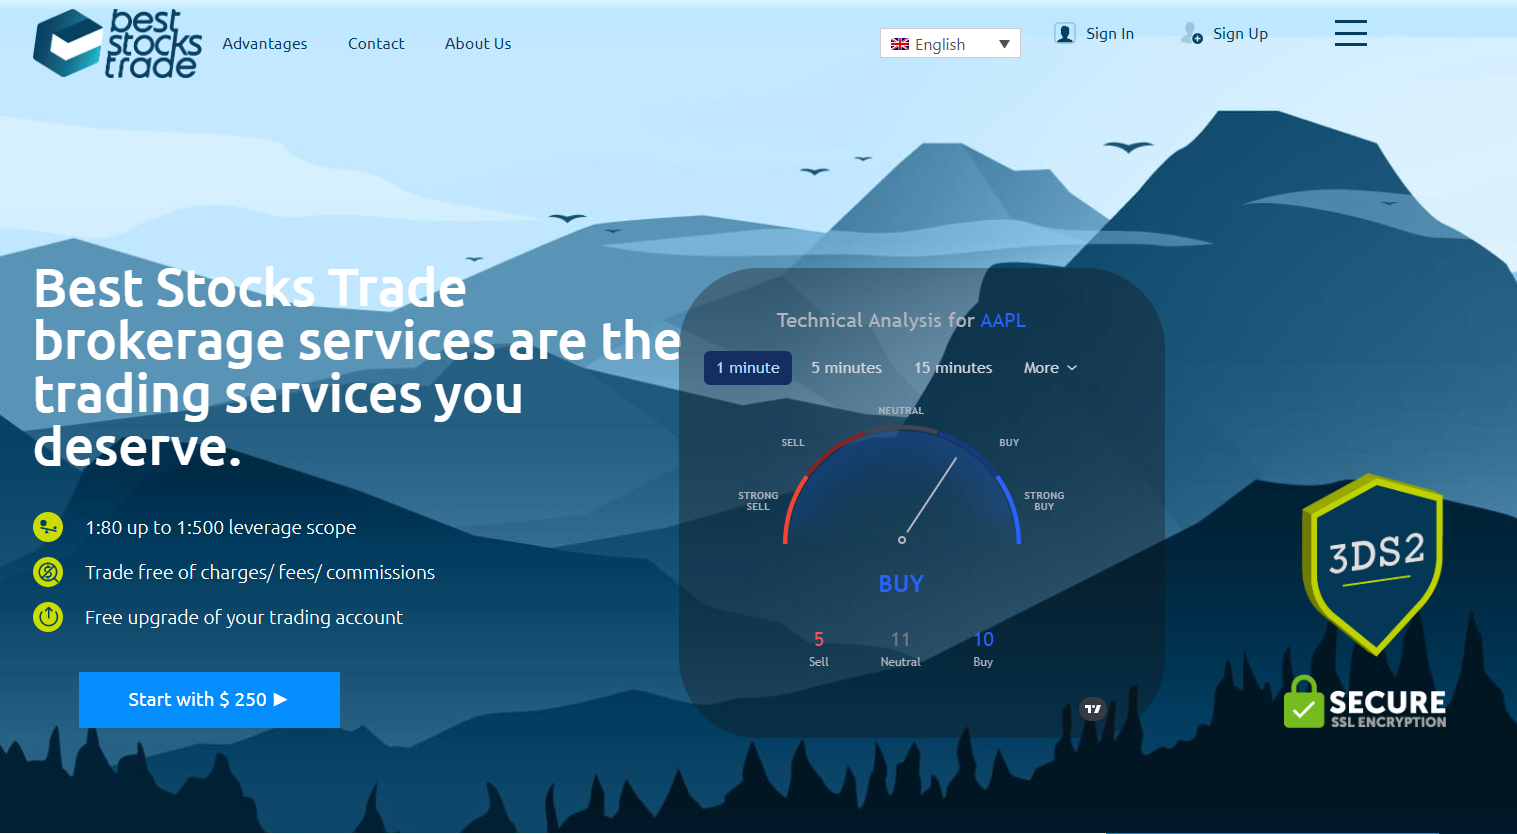 best
stocks
trade
Advantages
Contact
About Us
English
Sign In
Sign Up
Best Stocks Trade
brokerage services are the
trading services you
deserve.
1:80 up to 1:500 leverage scope
Trade free of charges/ fees/ commissions
Free upgrade of your trading account
Start with $ 250
Technical Analysis for AAPL
1 minute
5 minutes
15 minutes
More
NEUTRAL
SELL
BUY
STRONG
SELL
STRONG
BUY
BUY
5
11
10
Sell
Neutral
Buy
3DS2
SECURE
SSL ENCRYPTION